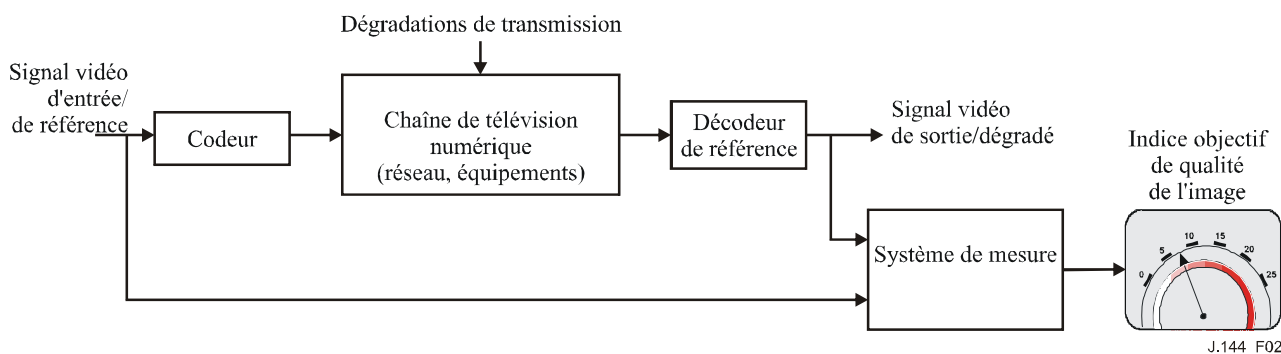 Dégradations de transmission
Signal vidéo
d'entrée/
de référence
Codeur
Chaîne de télévision
numérique
(réseau, équipements)
Décodeur
de référence
Signal vidéo
de sortie/dégradé
Indice objectif
de qualité
de l'image
Système de mesure
0
5
10
15
20
25
J.144 F02